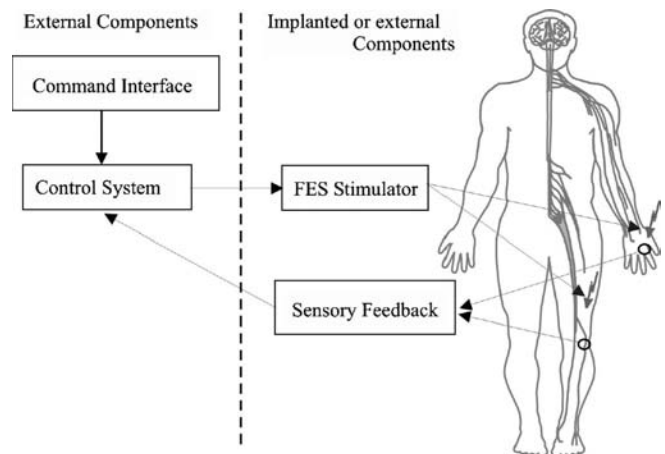 External Components
Implanted or external
Components
Command Interface
Control System
FES Stimulator
Sensory Feedback